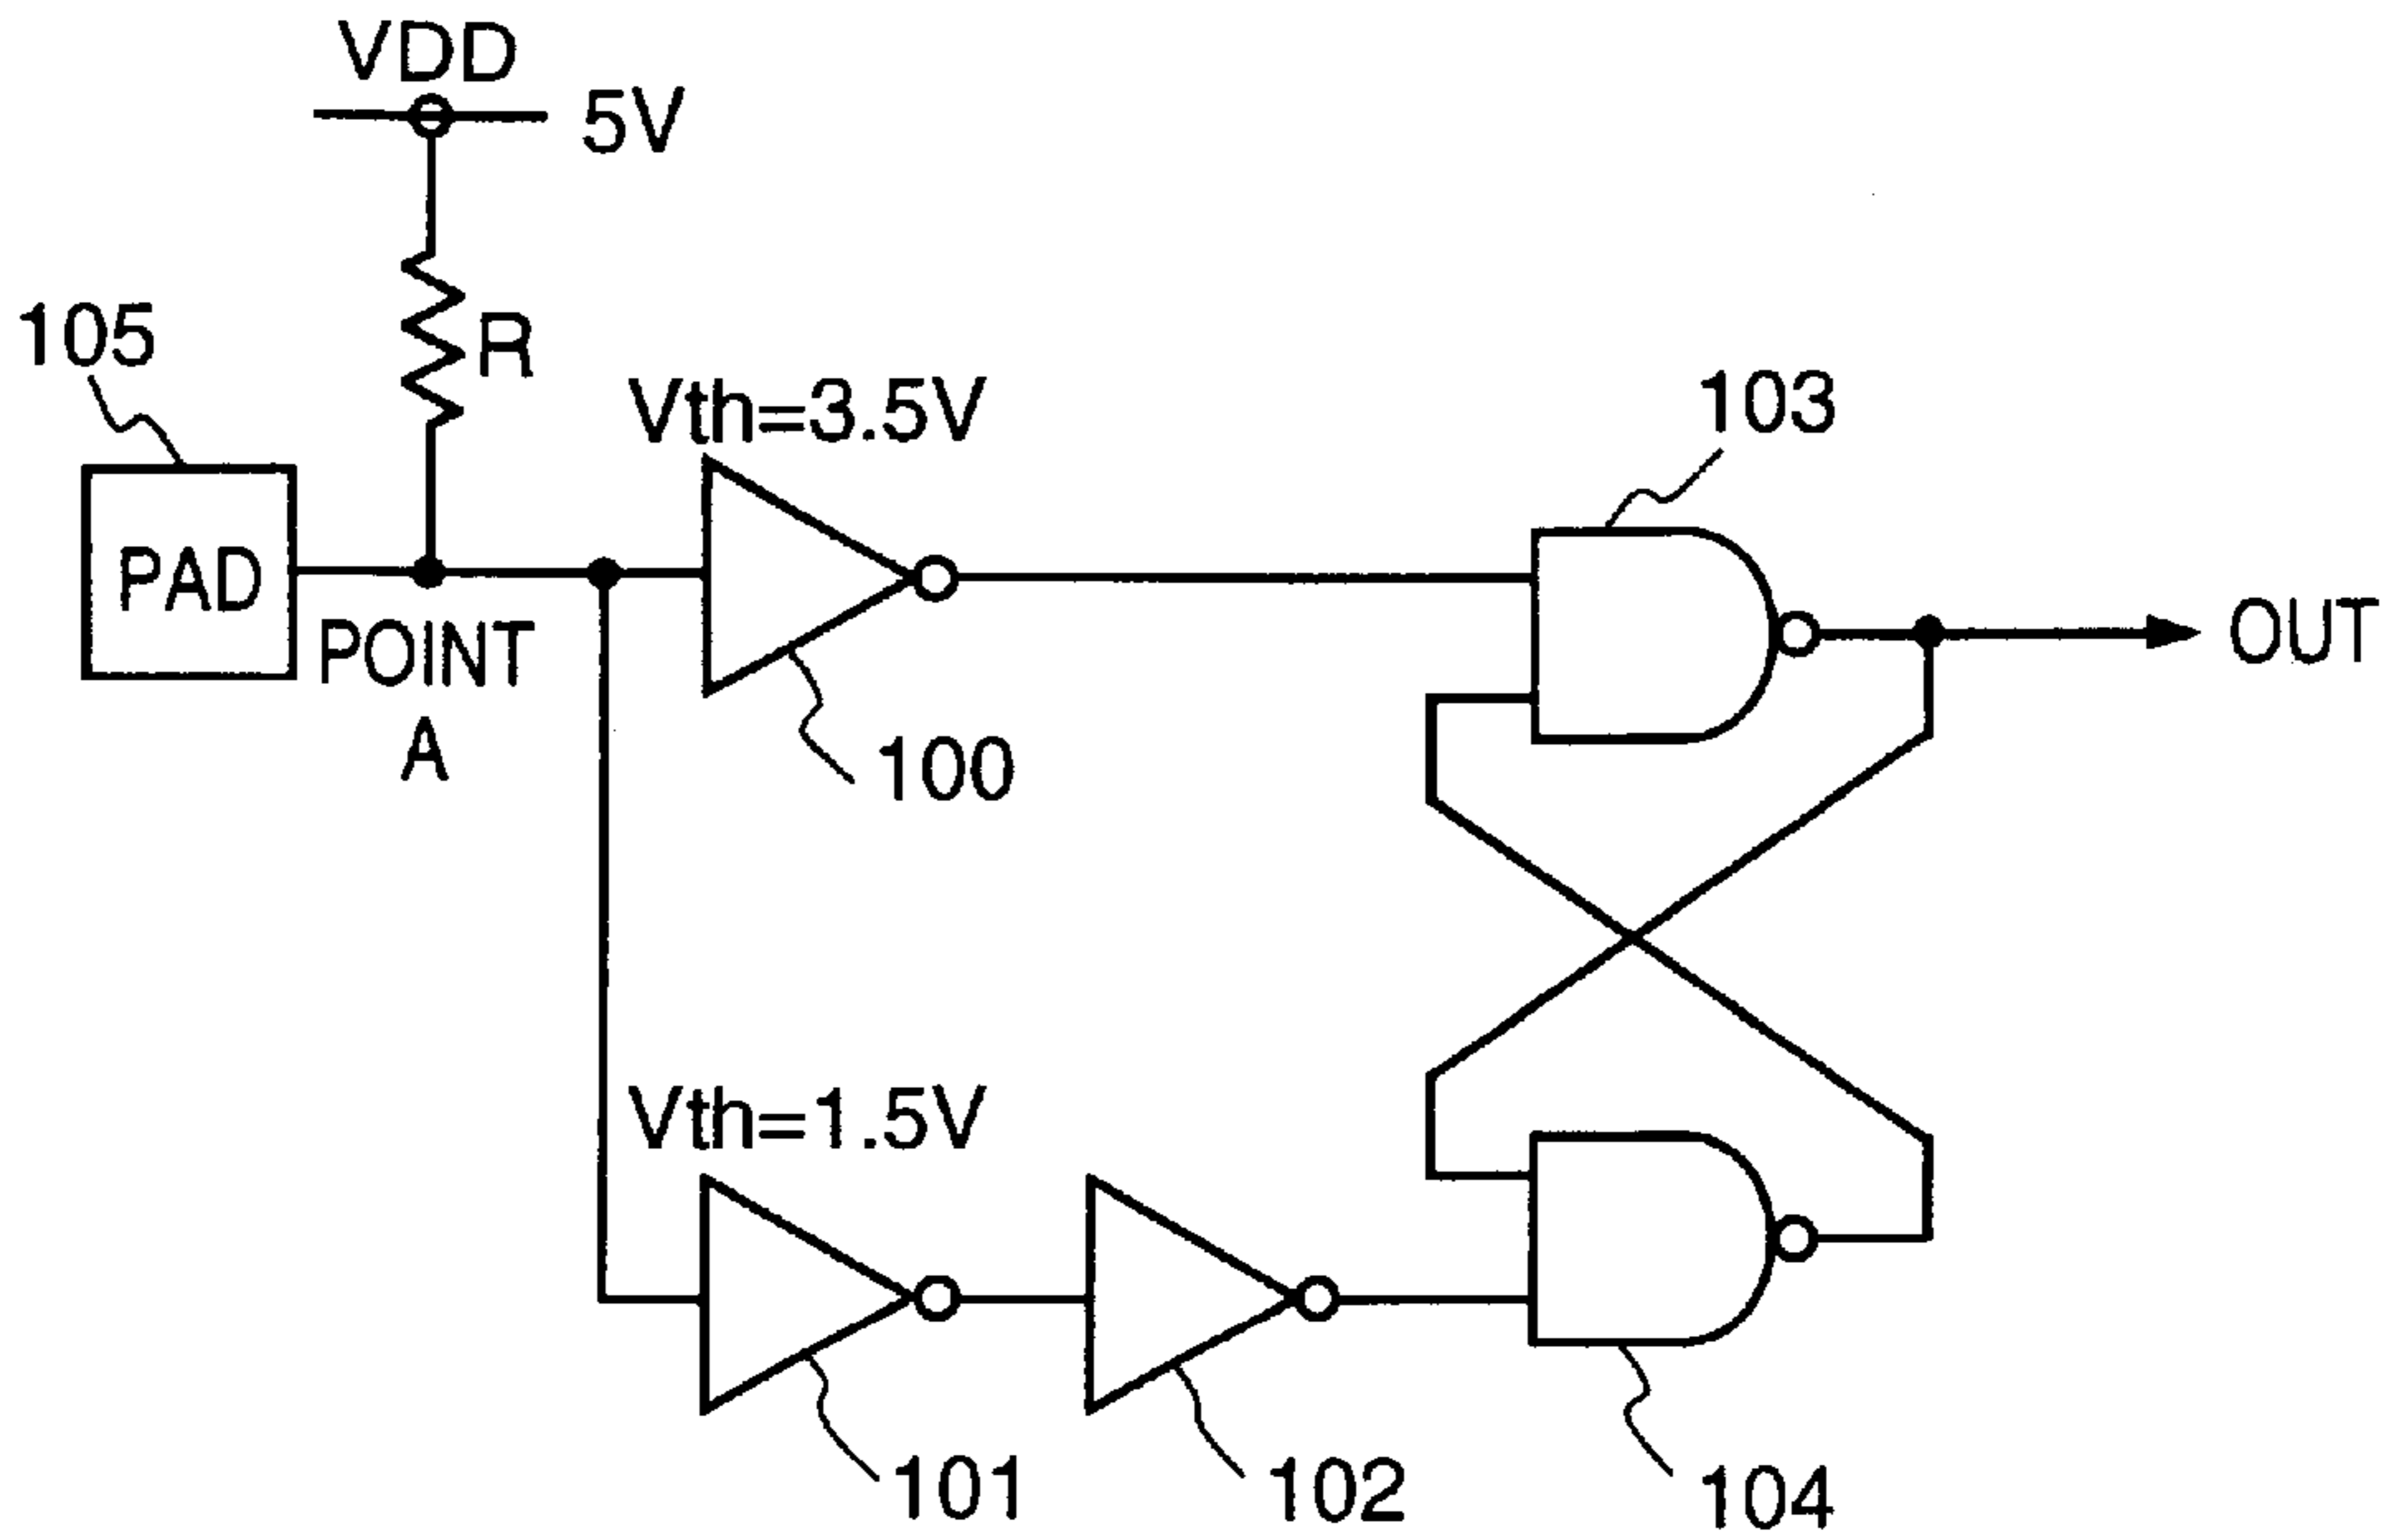 VDD
5V
105
R
Vth=3.5V
103
PAD
POINT
A
OUT
100
Vth=1.5V
101
102
104